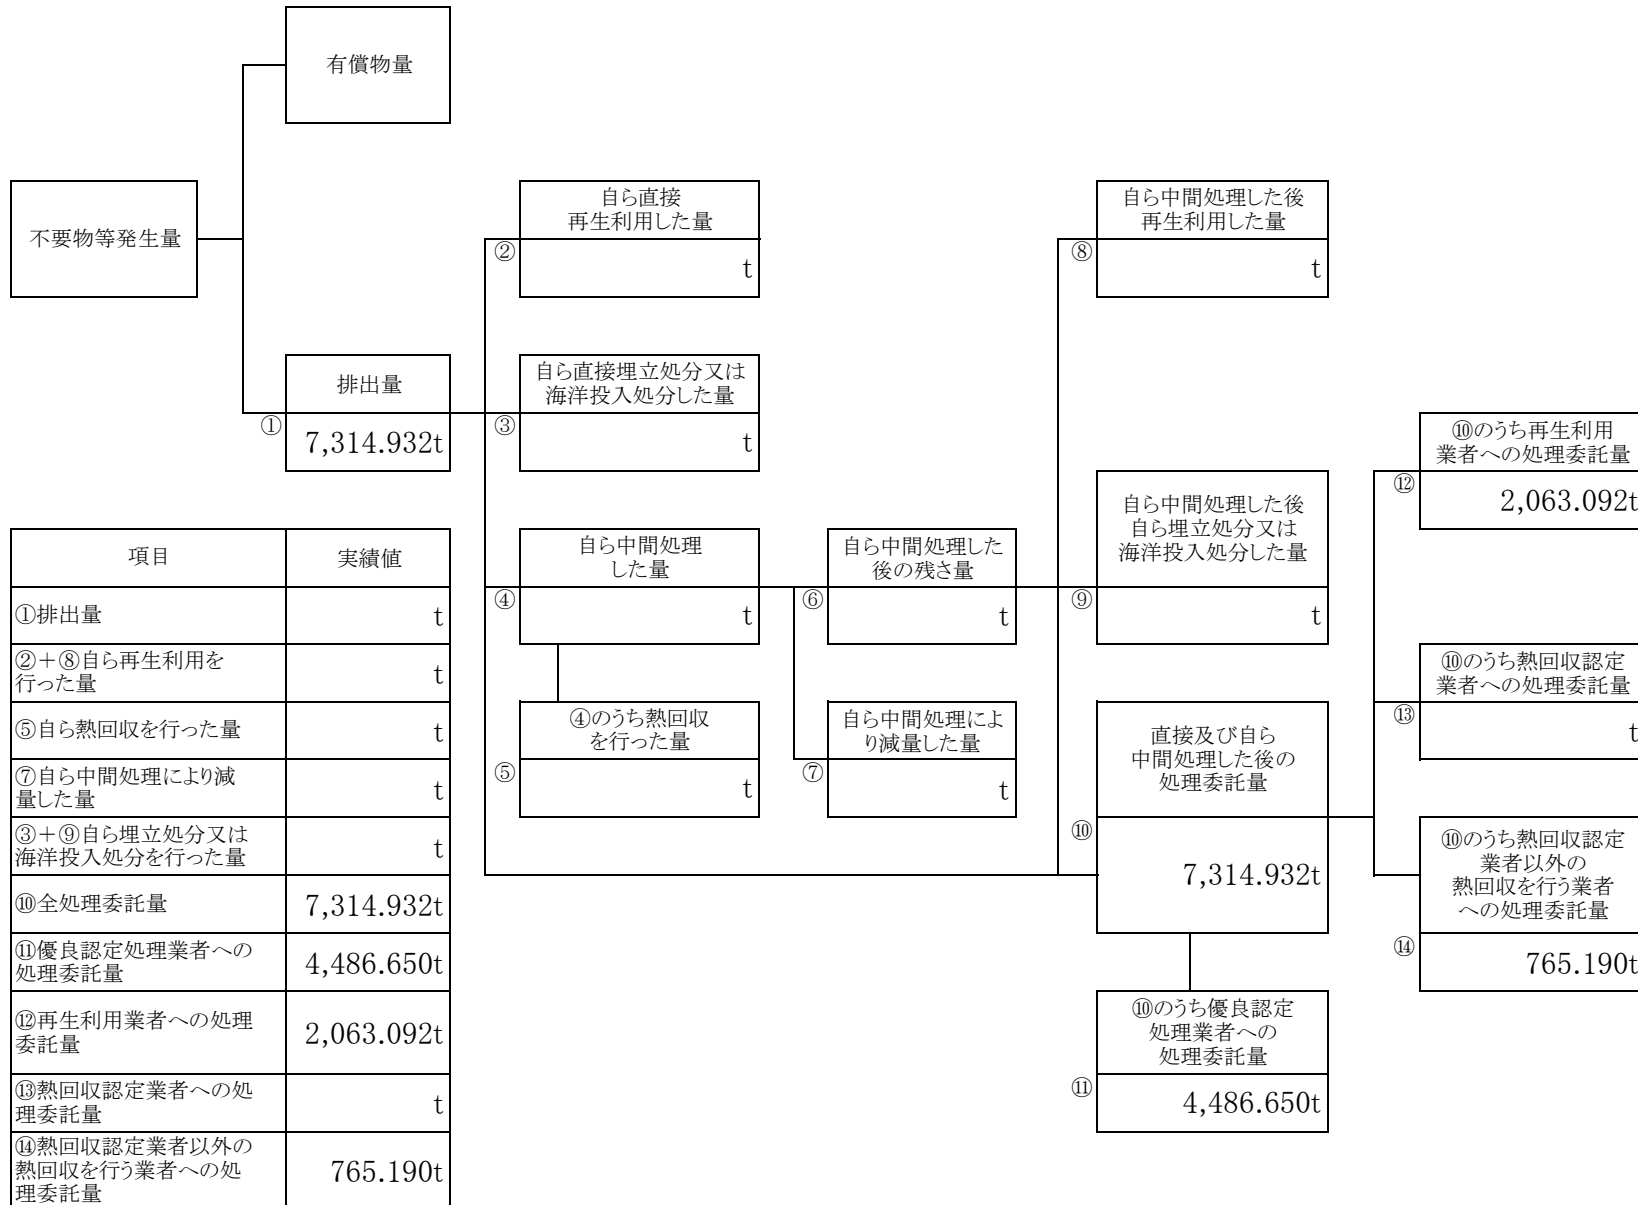 有償物量
不要物等発生量
排出量
①
7,314.932t
自ら直接
再生利用した量
②
t
自ら直接埋立処分又は
海洋投入処分した量
③
t
自ら中間処理
した量
④
t
④のうち熱回収
を行った量
⑤
t
自ら中間処理した
後の残さ量
⑥
t
自ら中間処理によ
り減量した量
⑦
t
自ら中間処理した後
再生利用した量
⑧
t
自ら中間処理した後
自ら埋立処分又は
海洋投入処分した量
⑨
t
直接及び自ら
中間処理した後の
処理委託量
⑩
7,314.932t
⑩のうち優良認定
処理業者への
処理委託量
⑪
4,486.650t
⑩のうち再生利用
業者への処理委託量
⑫
2,063.092t
⑩のうち熱回収認定
業者への処理委託量
⑬
t
⑩のうち熱回収認定
業者以外の
熱回収を行う業者
への処理委託量
⑭
765.190t
項目
実績値
①排出量
t
②+⑧自ら再生利用を
行った量
t
⑤自ら熱回収を行った量
t
⑦自ら中間処理により減
量した量
t
③+⑨自ら埋立処分又は
海洋投入処分を行った量
t
⑩全処理委託量
7,314.932t
⑪優良認定処理業者への
処理委託量
4,486.650t
⑫再生利用業者への処理
委託量
2,063.092t
⑬熱回収認定業者への処
理委託量
t
⑭熱回収認定業者以外の
熱回収を行う業者への処
理委託量
765.190t